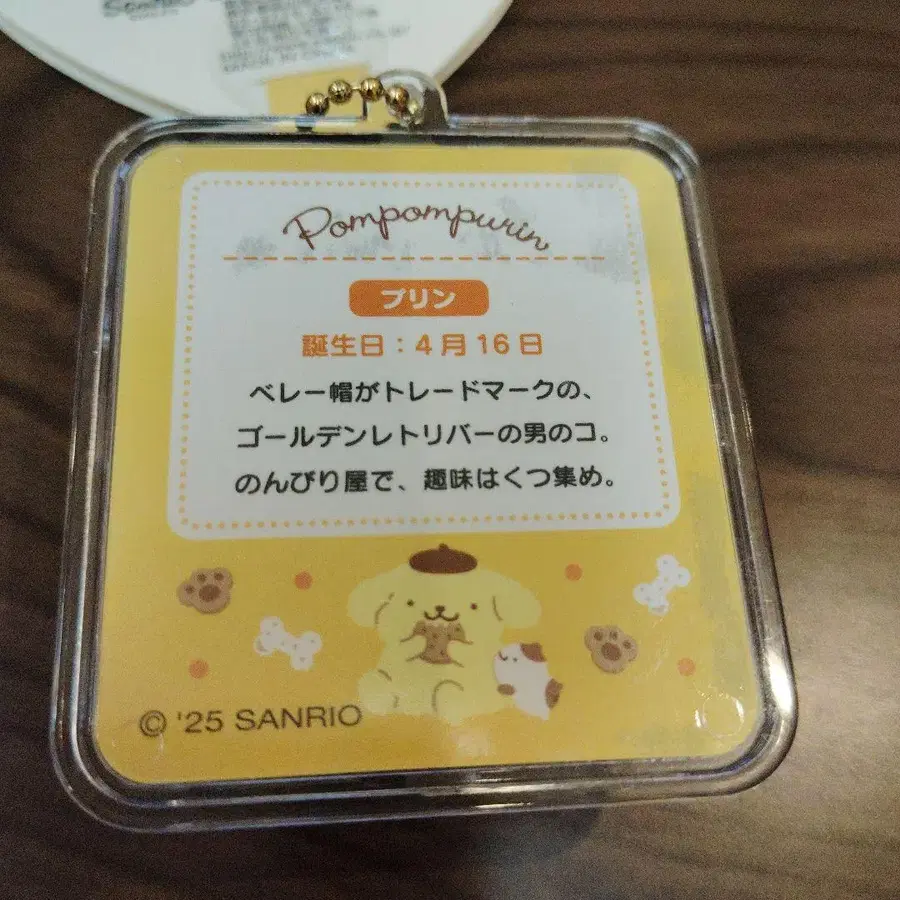 Pompompurin
プリン
誕生日：4月16日
ベレー帽がトレードマークの、
ゴールデンレトリバーの男のコ。
のんびり屋で、趣味はくつ集め。
© '25 SANRIO